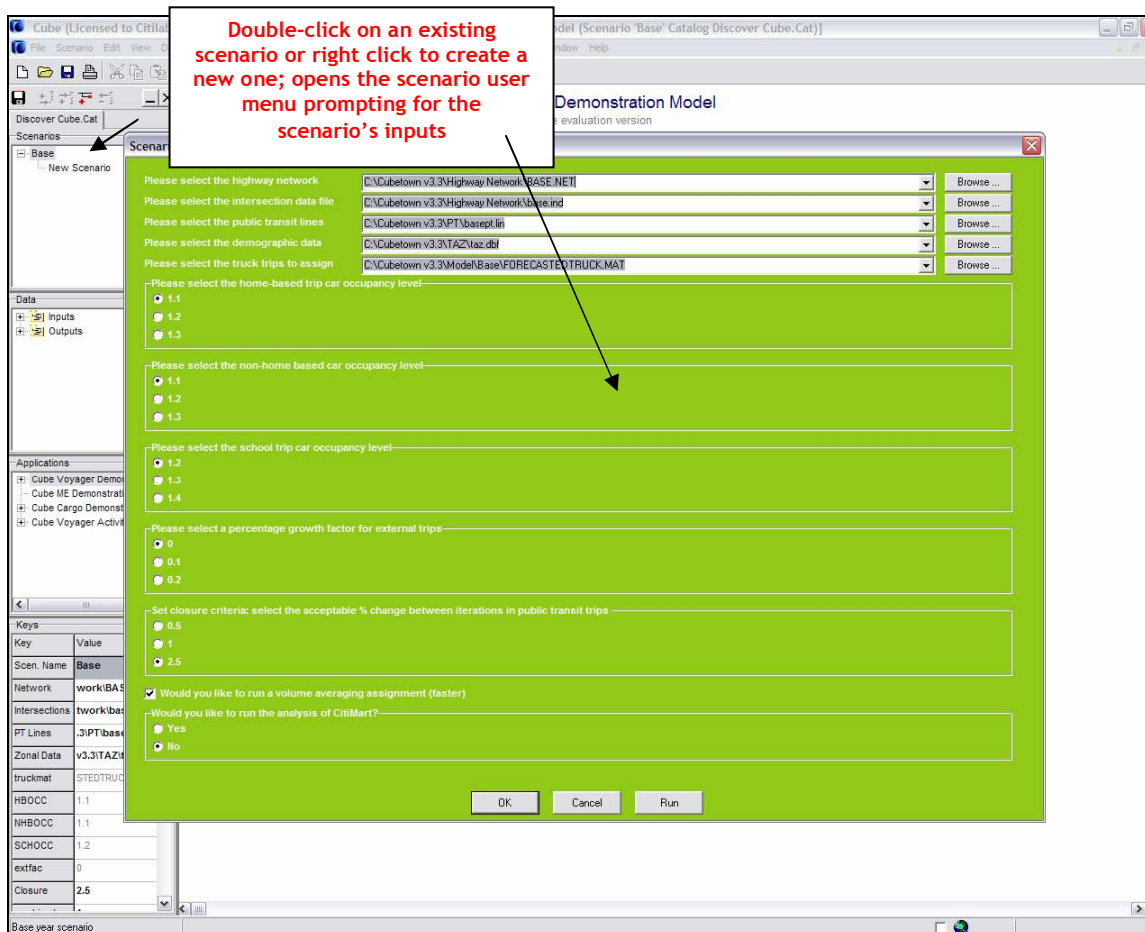 Cube (Licensed to Citilab
Double-click on an existing
scenario or right click to create a
new one; opens the scenario user
menu prompting for the
scenario's inputs
del (Scenario 'Base' Catalog Discover Cube.Cat)]
File Scenario Edit View D
ndow Help
Demonstration Model
evaluation version
Discover Cube.Cat
Scenarios
Base
New Scenario
Scenar
Please select the highway network C:\Cubetown v3.3\Highway Network\BASE.NET Browse ...
Please select the intersection data file C:\Cubetown v3.3\Highway Network\base.ind Browse ...
Please select the public transit lines C:\Cubetown v3.3\PT\basept.lin Browse ...
Please select the demographic data C:\Cubetown v3.3\TAZ\taz.dbf Browse ...
Please select the truck trips to assign C:\Cubetown v3.3\Model\Base\FORECASTEDTRUCK.MAT Browse ...
Please select the home-based trip car occupancy level
1.1
1.2
1.3
Please select the non-home based car occupancy level
1.1
1.2
1.3
Please select the school trip car occupancy level
1.2
1.3
1.4
Please select a percentage growth factor for external trips
0
0.1
0.2
Set closure criteria: select the acceptable % change between iterations in public transit trips
0.5
1
2.5
Would you like to run a volume averaging assignment (faster)
Would you like to run the analysis of CitiMart?
Yes
No
OK Cancel Run
Data
Inputs
Outputs
Applications
Cube Voyager Demo
Cube ME Demonstrati
Cube Cargo Demonst
Cube Voyager Activit
Keys
Key Value
Scen. Name Base
Network work\BAS
Intersections twork\bas
PT Lines .3\PT\base
Zonal Data v3.3\TAZ\t
truckmat STEDTRUC
HBOCC 1.1
NHBOCC 1.1
SCHOCC 1.2
extfac 0
Closure 2.5
Base year scenario